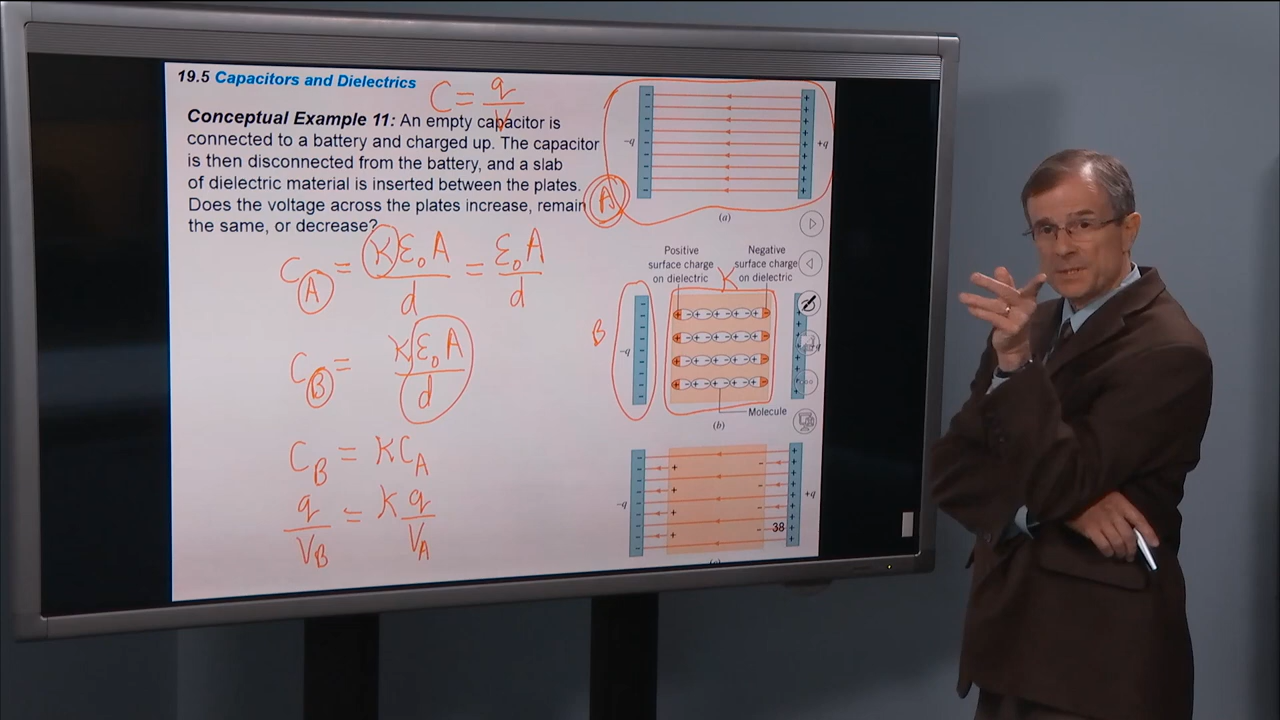 19.5 Capacitors and Dielectrics
C = q/V
Conceptual Example 11: An empty capacitor is
connected to a battery and charged up. The capacitor
is then disconnected from the battery, and a slab
of dielectric material is inserted between the plates.
Does the voltage across the plates increase, remain
the same, or decrease?
C_A = κε₀A/d = ε₀A/d
C_B = κε₀A/d
C_B = κC_A
q/V_B = κ q/V_A
-q
+q
A
(a)
Positive
surface charge
on dielectric
Negative
surface charge
on dielectric
κ
B
-q
+q
Molecule
(b)
-q
+q
38